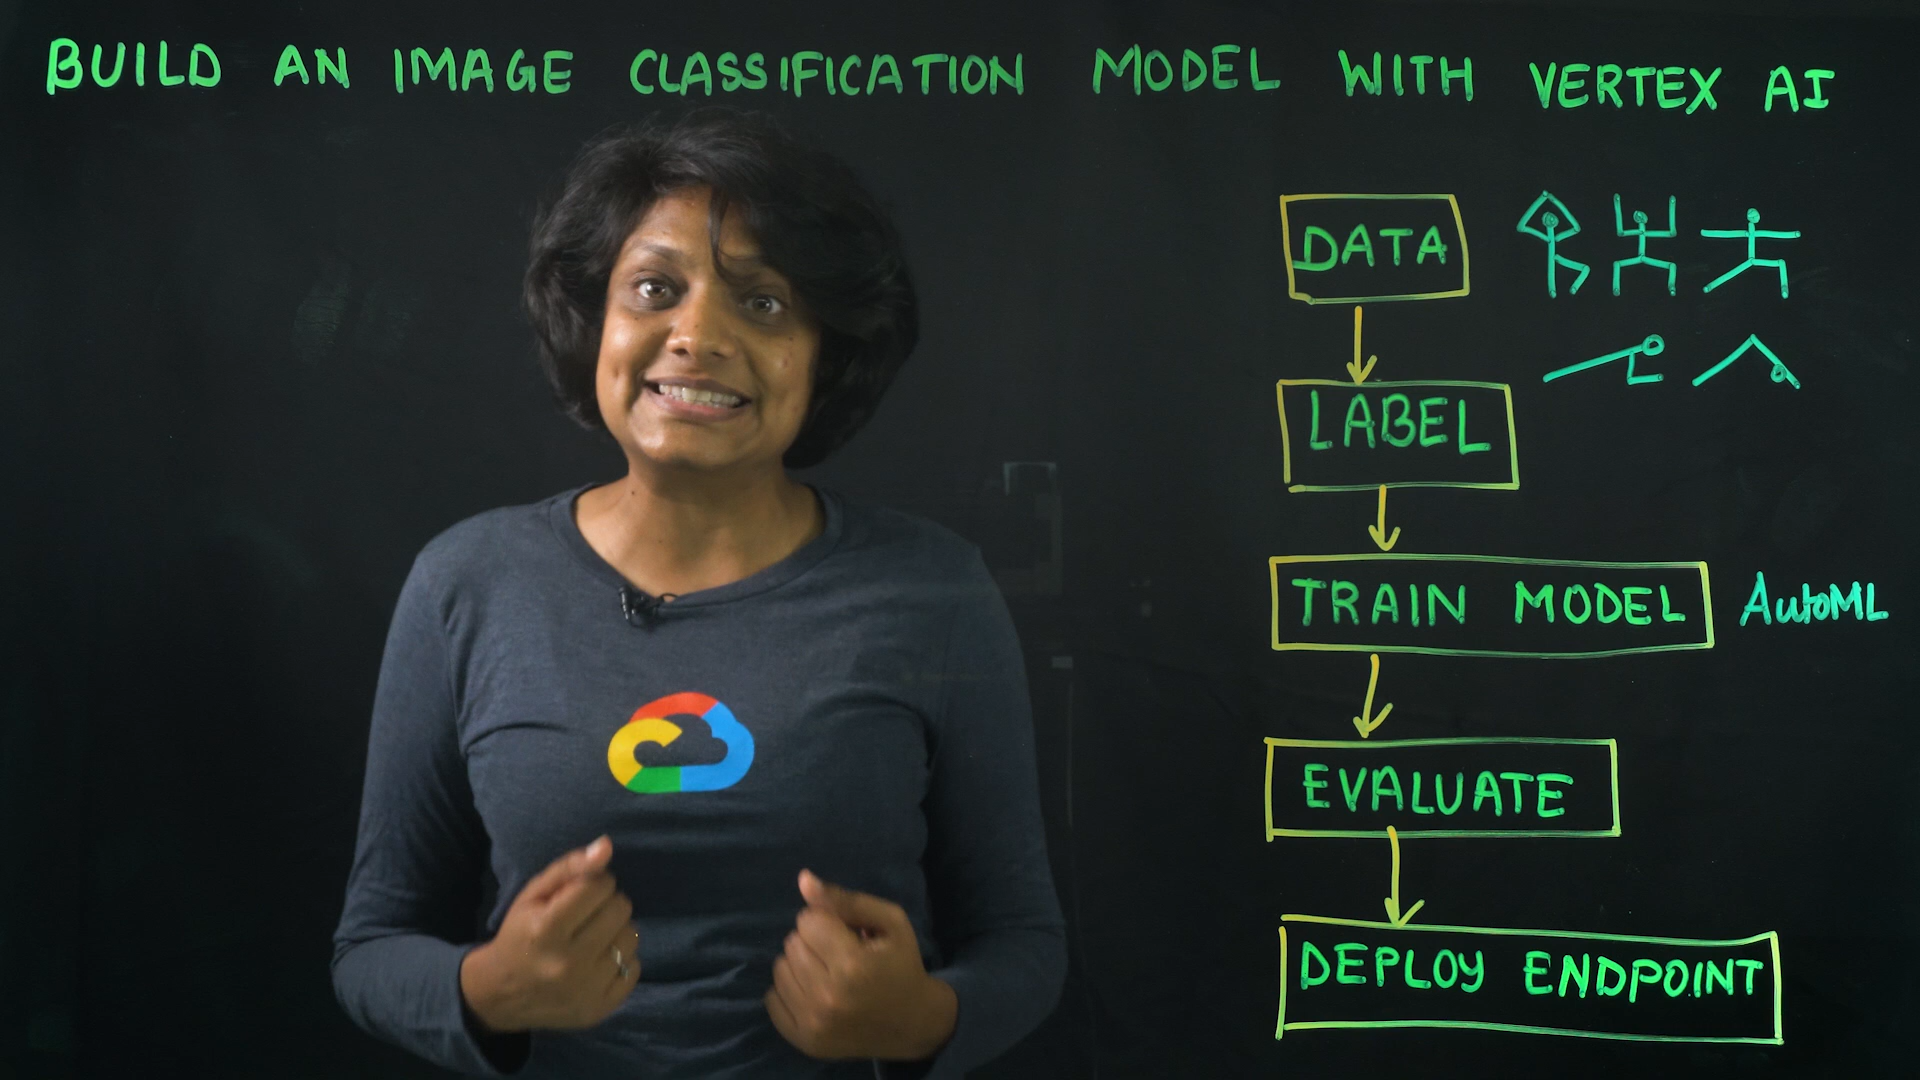 BUILD AN IMAGE CLASSIFICATION MODEL WITH VERTEX AI
DATA
LABEL
TRAIN MODEL AutoML
EVALUATE
DEPLOY ENDPOINT